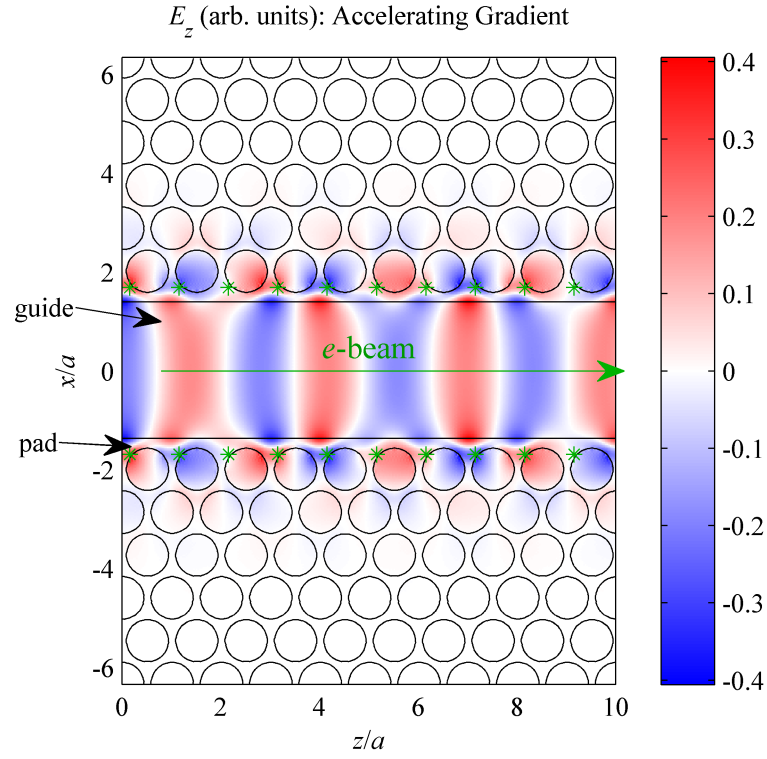 E_z (arb. units): Accelerating Gradient
6
4
2
0
-2
-4
-6
x/a
guide
pad
e-beam
0 2 4 6 8 10
z/a
0.4
0.3
0.2
0.1
0
-0.1
-0.2
-0.3
-0.4